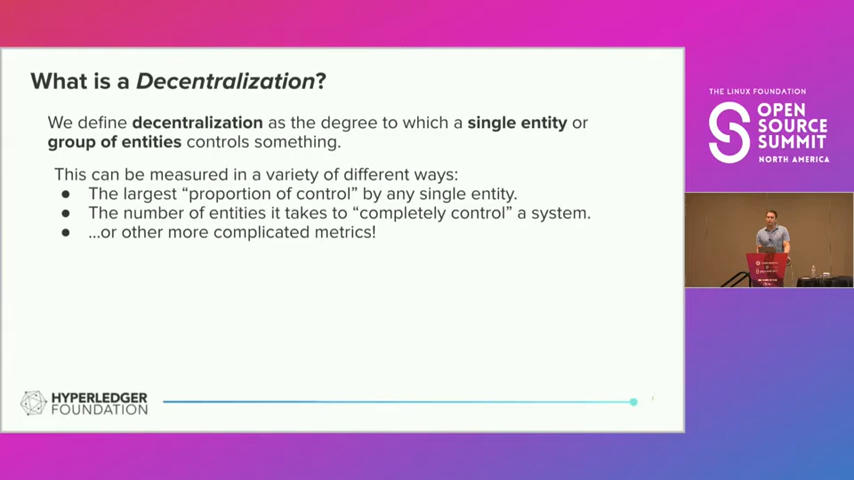 What is a Decentralization?
We define decentralization as the degree to which a single entity or
group of entities controls something.
This can be measured in a variety of different ways:
● The largest “proportion of control” by any single entity.
● The number of entities it takes to “completely control” a system.
● ...or other more complicated metrics!
HYPERLEDGER
FOUNDATION
THE LINUX FOUNDATION
OPEN
SOURCE
SUMMIT
NORTH AMERICA